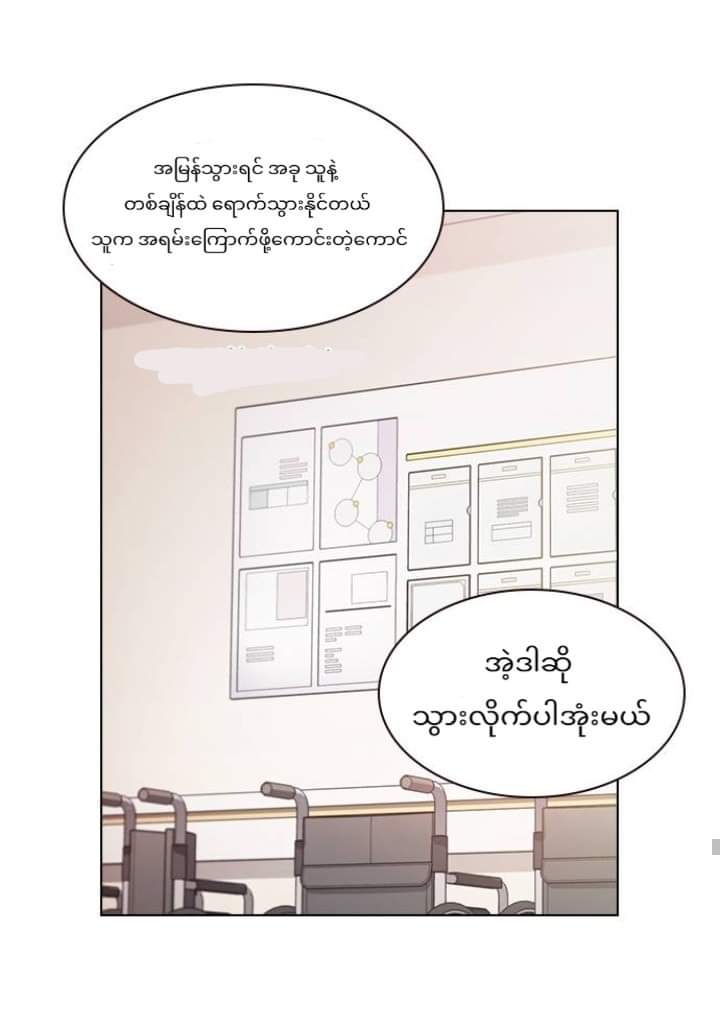 အမြန်သွားရင် အခု သူနဲ့
တစ်ချိန်ထဲ ရောက်သွားနိုင်တယ်
သူက အရမ်းကြောက်ဖို့ကောင်းတဲ့ကောင်
အဲ့ဒါဆို
သွားလိုက်ပါအုံးမယ်